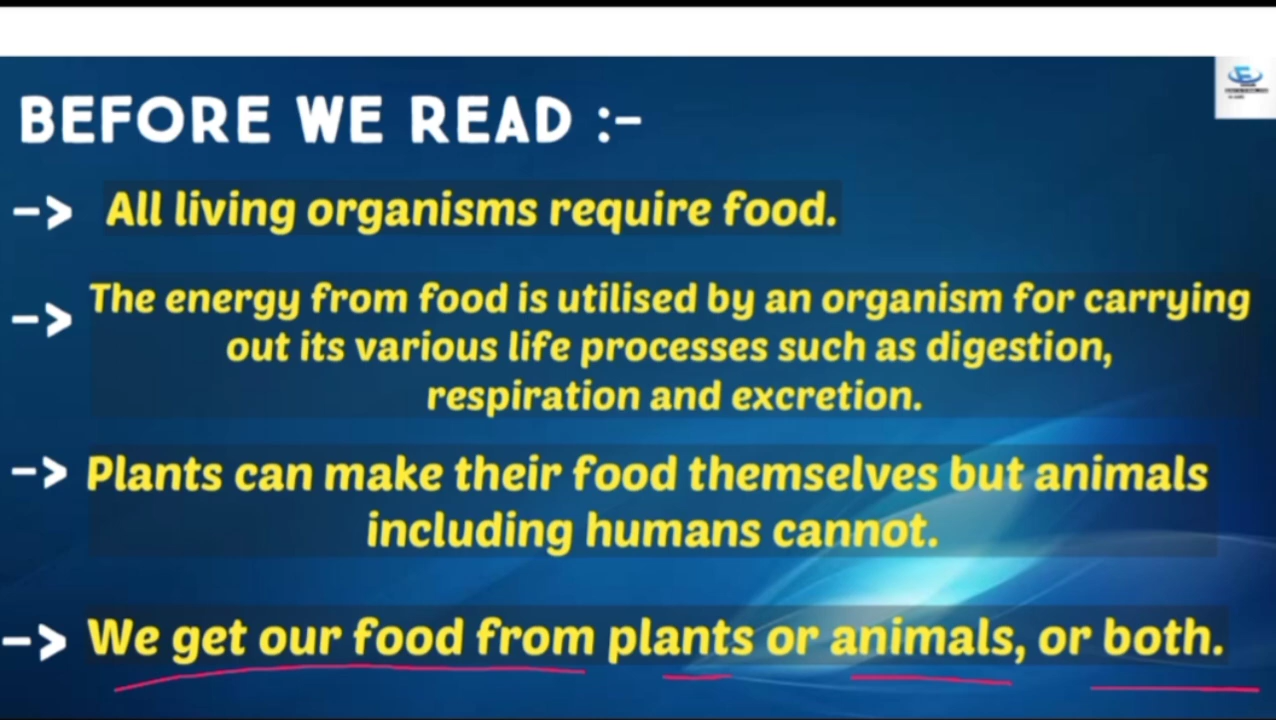 BEFORE WE READ :-
-> All living organisms require food.
-> The energy from food is utilised by an organism for carrying
out its various life processes such as digestion,
respiration and excretion.
-> Plants can make their food themselves but animals
including humans cannot.
-> We get our food from plants or animals, or both.